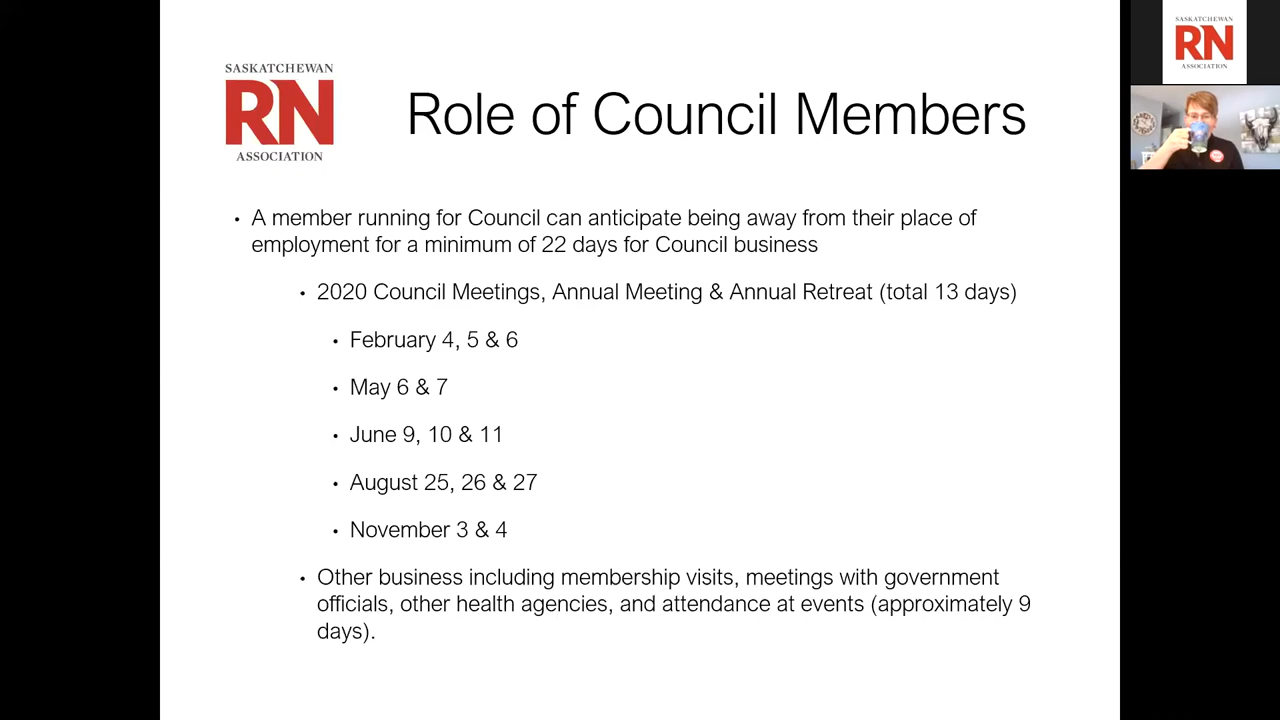 SASKATCHEWAN
RN
ASSOCIATION
Role of Council Members
SASKATCHEWAN
RN
ASSOCIATION
• A member running for Council can anticipate being away from their place of
employment for a minimum of 22 days for Council business
• 2020 Council Meetings, Annual Meeting & Annual Retreat (total 13 days)
• February 4, 5 & 6
• May 6 & 7
• June 9, 10 & 11
• August 25, 26 & 27
• November 3 & 4
• Other business including membership visits, meetings with government
officials, other health agencies, and attendance at events (approximately 9
days).